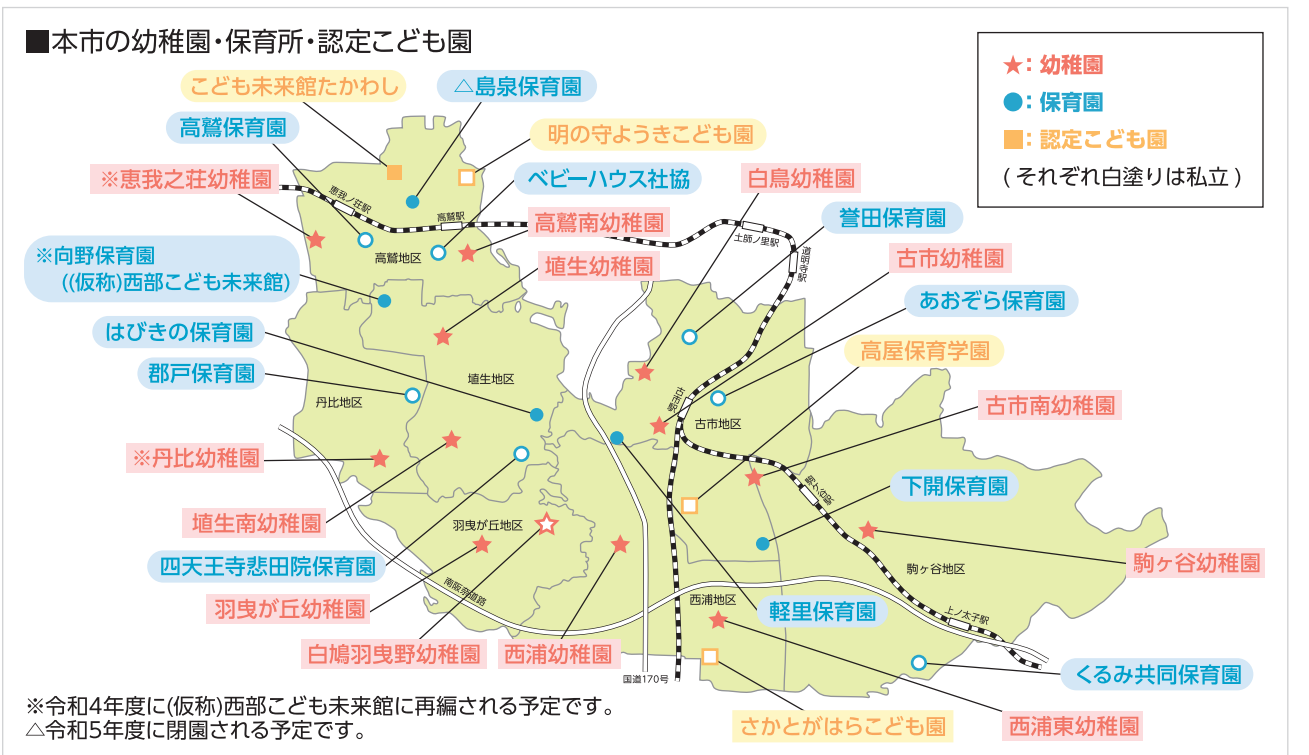 ■本市の幼稚園・保育所・認定こども園
★：幼稚園
●：保育園
■：認定こども園
(それぞれ白塗りは私立)
こども未来館たかわし
△島泉保育園
高鷲保育園
明の守ようきこども園
※恵我之荘幼稚園
ベビーハウス社協
白鳥幼稚園
恵我ノ荘駅
高鷲駅
高鷲南幼稚園
誉田保育園
土師ノ里駅
道明寺駅
※向野保育園
((仮称)西部こども未来館)
高鷲地区
埴生幼稚園
古市幼稚園
あおぞら保育園
はびきの保育園
高屋保育学園
郡戸保育園
埴生地区
丹比地区
古市駅
古市地区
古市南幼稚園
※丹比幼稚園
下開保育園
駒ヶ谷駅
埴生南幼稚園
羽曳が丘地区
四天王寺悲田院保育園
駒ヶ谷幼稚園
駒ヶ谷地区
南阪奈道路
羽曳が丘幼稚園
西浦地区
軽里保育園
上ノ太子駅
白鳩羽曳野幼稚園
西浦幼稚園
国道170号
くるみ共同保育園
さかとがはらこども園
西浦東幼稚園
※令和4年度に(仮称)西部こども未来館に再編される予定です。
△令和5年度に閉園される予定です。